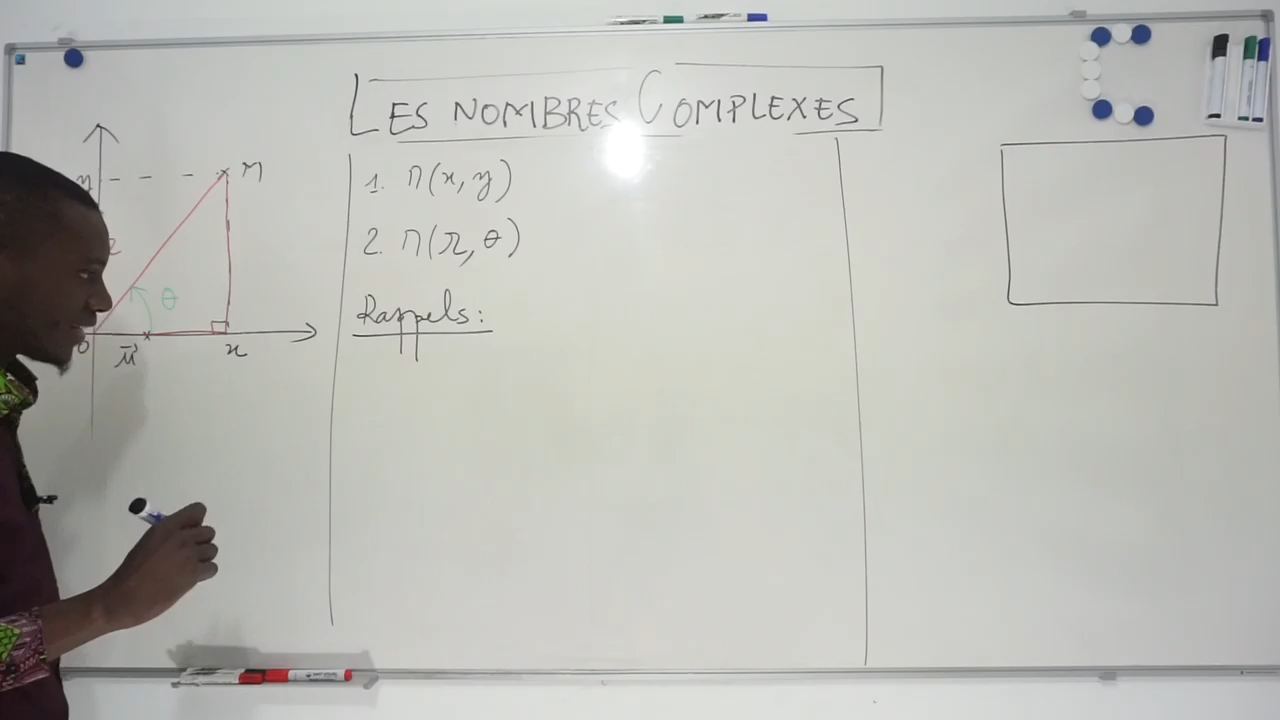 LES NOMBRES COMPLEXES
1. M(x, y)
2. M(r, θ)
Rappels:
y
M
r
θ
O
u⃗
x